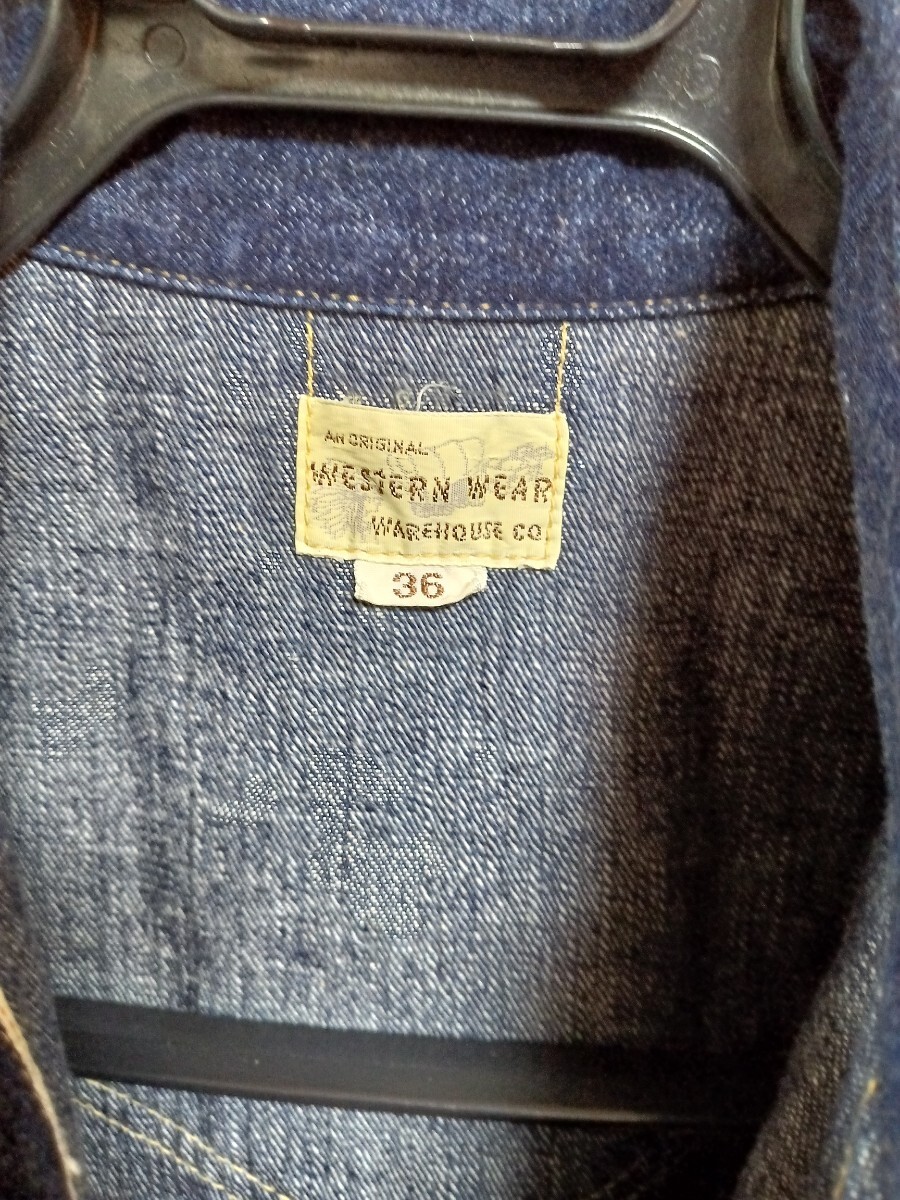 AN ORIGINAL
WESTERN WEAR
WAREHOUSE CO
36